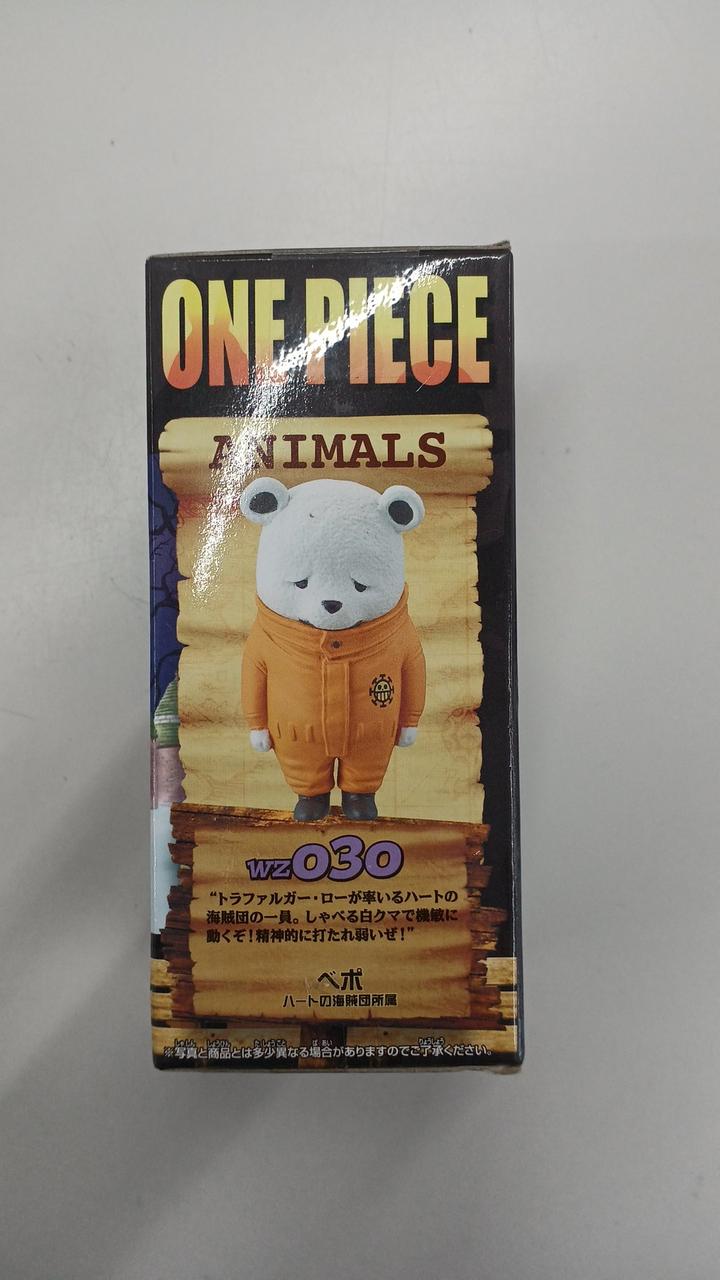 ONE PIECE
ANIMALS
WZ030
“トラファルガー・ローが率いるハートの
海賊団の一員。しゃべる白クマで機敏に
動くぞ！精神的に打たれ弱いぜ！”
ベポ
ハートの海賊団所属
※写真と商品とは多少異なる場合がありますのでご了承ください。